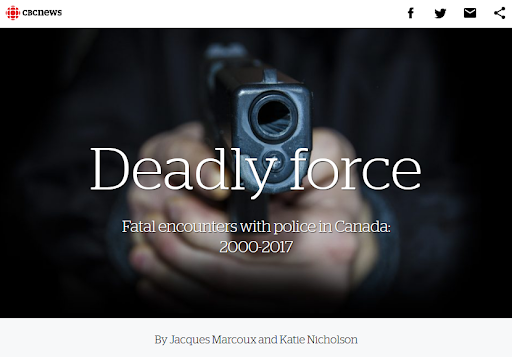 cbcnews
Deadly force
Fatal encounters with police in Canada:
2000-2017
By Jacques Marcoux and Katie Nicholson